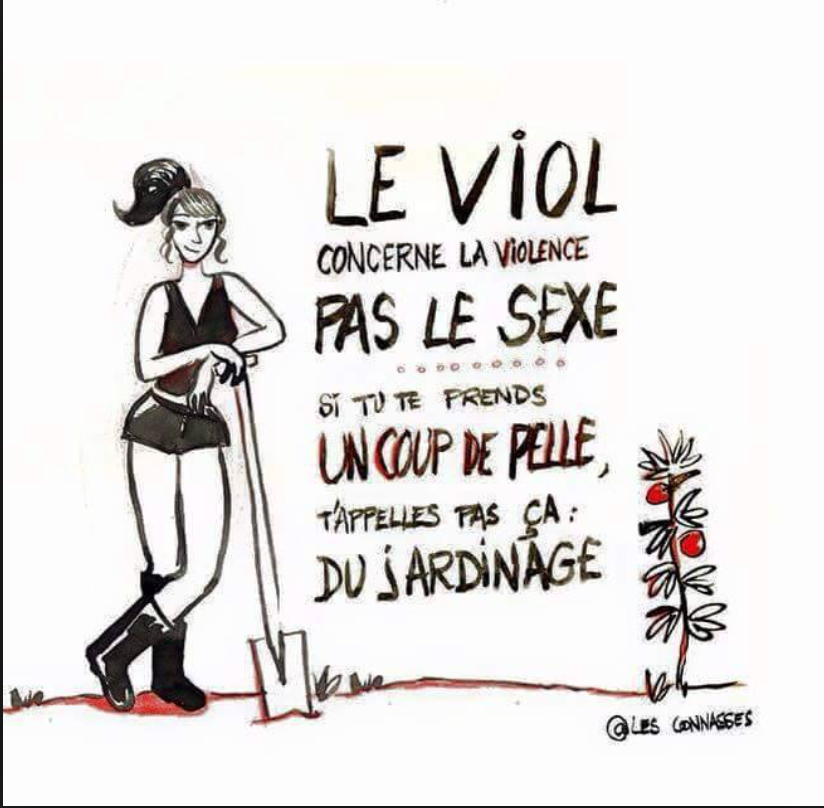 LE VIOL
CONCERNE LA VIOLENCE
PAS LE SEXE
SI TU TE PRENDS
UN COUP DE PELLE,
T'APPELLES PAS ÇA :
DU JARDINAGE
@LES CONNASSES